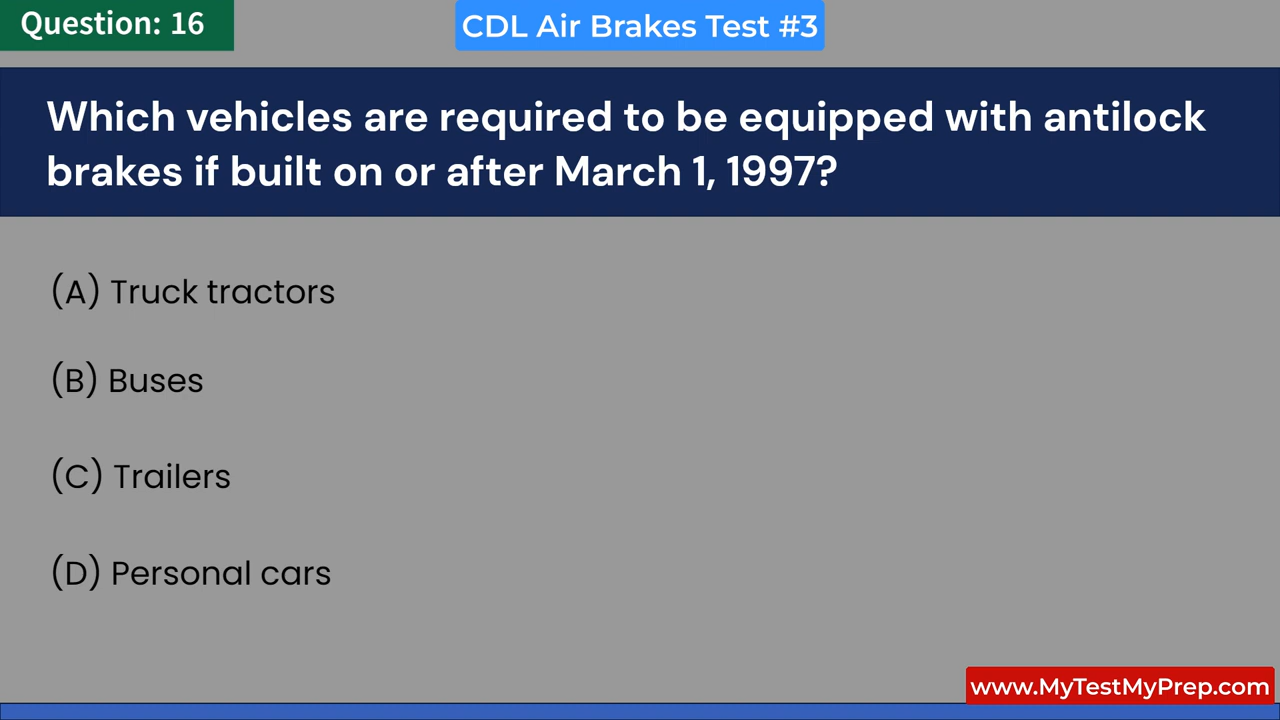 Question: 16
CDL Air Brakes Test #3
Which vehicles are required to be equipped with antilock
brakes if built on or after March 1, 1997?
(A) Truck tractors
(B) Buses
(C) Trailers
(D) Personal cars
www.MyTestMyPrep.com